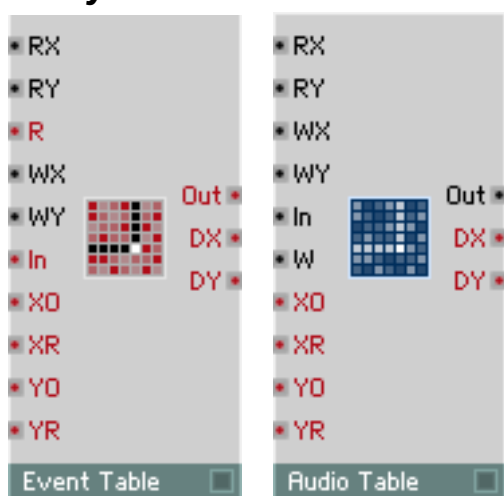 RX
RY
R
WX
WY
In
XO
XR
YO
YR
Out
DX
DY
Event Table
RX
RY
WX
WY
In
W
XO
XR
YO
YR
Out
DX
DY
Audio Table